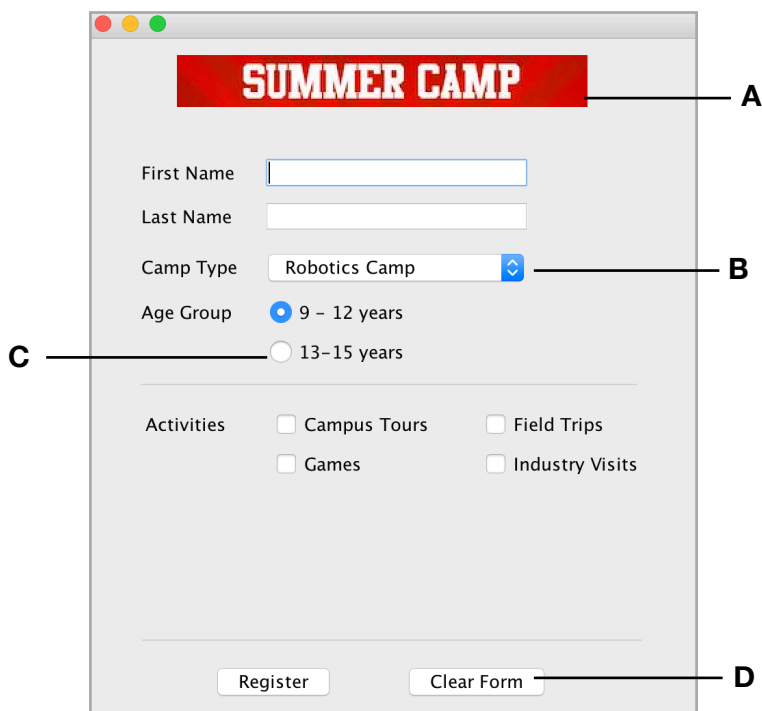 SUMMER CAMP
A
First Name
Last Name
Camp Type Robotics Camp
B
Age Group 9 – 12 years
C
13–15 years
Activities Campus Tours Field Trips
Games Industry Visits
Register Clear Form
D